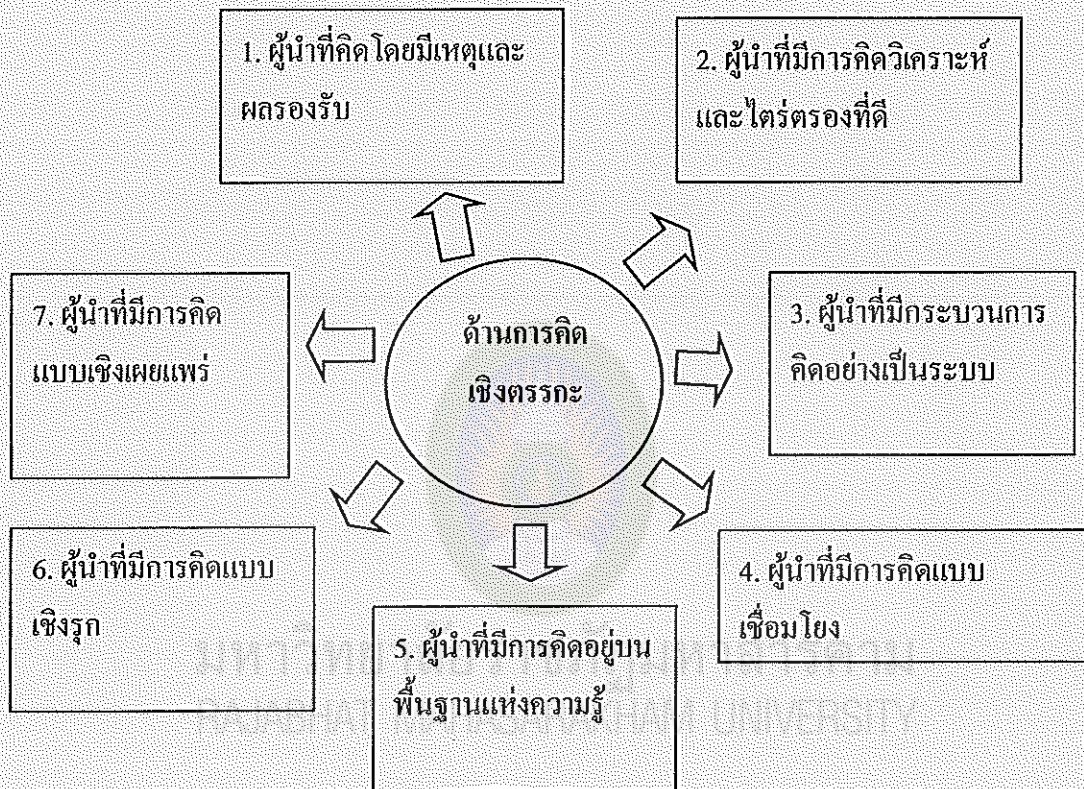 1. ผู้นำที่คิดโดยมีเหตุและ
ผลรองรับ
2. ผู้นำที่มีการคิดวิเคราะห์
และไตร่ตรองที่ดี
7. ผู้นำที่มีการคิด
แบบเชิงเผยแพร่
ด้านการคิด
เชิงตรรกะ
3. ผู้นำที่มีกระบวนการ
คิดอย่างเป็นระบบ
6. ผู้นำที่มีการคิดแบบ
เชิงรุก
5. ผู้นำที่มีการคิดอยู่บน
พื้นฐานแห่งความรู้
4. ผู้นำที่มีการคิดแบบ
เชื่อมโยง